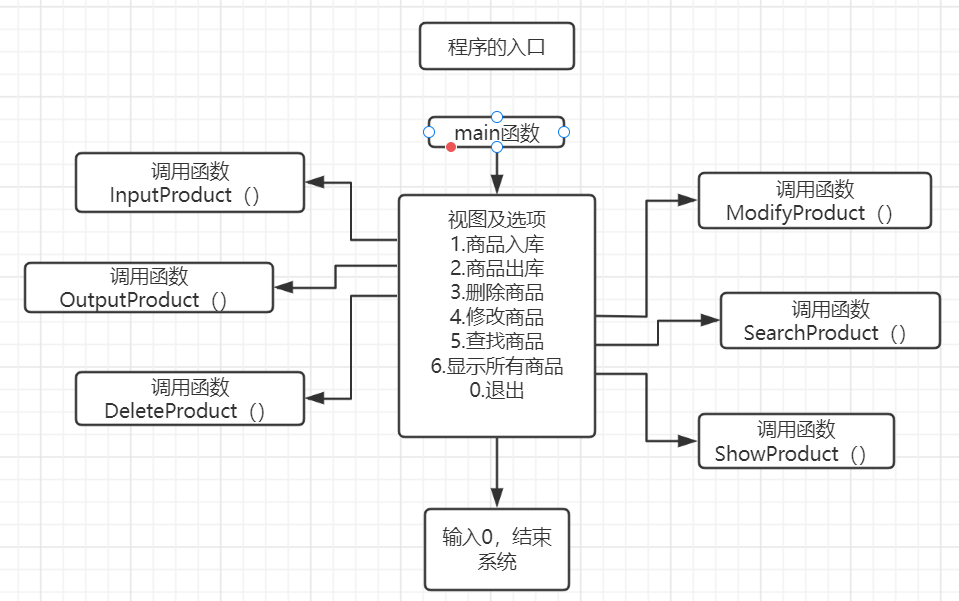 程序的入口
main函数
调用函数
InputProduct（）
调用函数
OutputProduct（）
调用函数
DeleteProduct（）
视图及选项
1.商品入库
2.商品出库
3.删除商品
4.修改商品
5.查找商品
6.显示所有商品
0.退出
调用函数
ModifyProduct（）
调用函数
SearchProduct（）
调用函数
ShowProduct（）
输入0，结束
系统